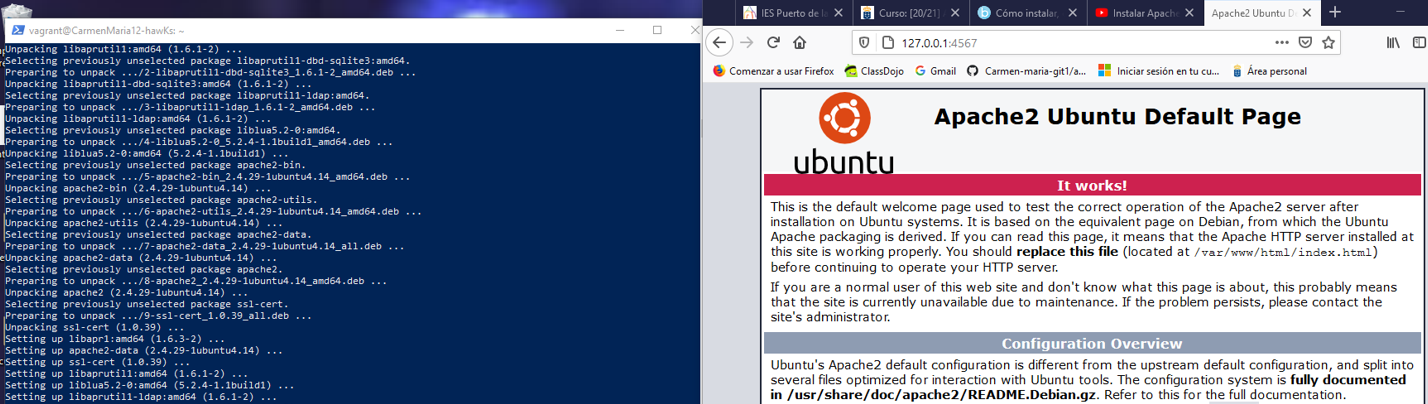 vagrant@CarmenMaria12-hawKs: ~
Unpacking libaprutil1:amd64 (1.6.1-2) ...
Selecting previously unselected package libaprutil1-dbd-sqlite3:amd64.
Preparing to unpack .../2-libaprutil1-dbd-sqlite3_1.6.1-2_amd64.deb ...
Unpacking libaprutil1-dbd-sqlite3:amd64 (1.6.1-2) ...
Selecting previously unselected package libaprutil1-ldap:amd64.
Preparing to unpack .../3-libaprutil1-ldap_1.6.1-2_amd64.deb ...
Unpacking libaprutil1-ldap:amd64 (1.6.1-2) ...
Selecting previously unselected package liblua5.2-0:amd64.
Preparing to unpack .../4-liblua5.2-0_5.2.4-1.1build1_amd64.deb ...
Unpacking liblua5.2-0:amd64 (5.2.4-1.1build1) ...
Selecting previously unselected package apache2-bin.
Preparing to unpack .../5-apache2-bin_2.4.29-1ubuntu4.14_amd64.deb ...
Unpacking apache2-bin (2.4.29-1ubuntu4.14) ...
Selecting previously unselected package apache2-utils.
Preparing to unpack .../6-apache2-utils_2.4.29-1ubuntu4.14_amd64.deb ...
Unpacking apache2-utils (2.4.29-1ubuntu4.14) ...
Selecting previously unselected package apache2-data.
Preparing to unpack .../7-apache2-data_2.4.29-1ubuntu4.14_all.deb ...
Unpacking apache2-data (2.4.29-1ubuntu4.14) ...
Selecting previously unselected package apache2.
Preparing to unpack .../8-apache2_2.4.29-1ubuntu4.14_amd64.deb ...
Unpacking apache2 (2.4.29-1ubuntu4.14) ...
Selecting previously unselected package ssl-cert.
Preparing to unpack .../9-ssl-cert_1.0.39_all.deb ...
Unpacking ssl-cert (1.0.39) ...
Setting up libapr1:amd64 (1.6.3-2) ...
Setting up apache2-data (2.4.29-1ubuntu4.14) ...
Setting up ssl-cert (1.0.39) ...
Setting up libaprutil1:amd64 (1.6.1-2) ...
Setting up liblua5.2-0:amd64 (5.2.4-1.1build1) ...
Setting up libaprutil1-ldap:amd64 (1.6.1-2) ...
IES Puerto de la
Curso: [20/21]
Cómo instalar,
Instalar Apache
Apache2 Ubuntu De
127.0.0.1:4567
Comenzar a usar Firefox
ClassDojo
Gmail
Carmen-maria-git1/a...
Iniciar sesión en tu cu...
Área personal
ubuntu
Apache2 Ubuntu Default Page
It works!
This is the default welcome page used to test the correct operation of the Apache2 server after
installation on Ubuntu systems. It is based on the equivalent page on Debian, from which the Ubuntu
Apache packaging is derived. If you can read this page, it means that the Apache HTTP server installed at
this site is working properly. You should replace this file (located at /var/www/html/index.html)
before continuing to operate your HTTP server.
If you are a normal user of this web site and don't know what this page is about, this probably means
that the site is currently unavailable due to maintenance. If the problem persists, please contact the
site's administrator.
Configuration Overview
Ubuntu's Apache2 default configuration is different from the upstream default configuration, and split into
several files optimized for interaction with Ubuntu tools. The configuration system is fully documented
in /usr/share/doc/apache2/README.Debian.gz. Refer to this for the full documentation.